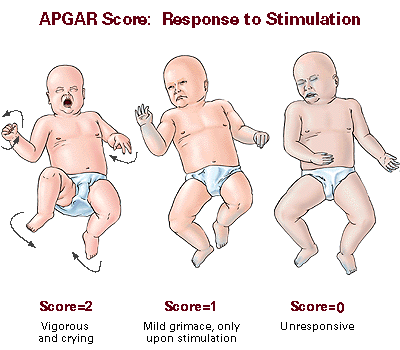 APGAR Score: Response to Stimulation
Score=2
Vigorous
and crying
Score=1
Mild grimace, only
upon stimulation
Score=0
Unresponsive